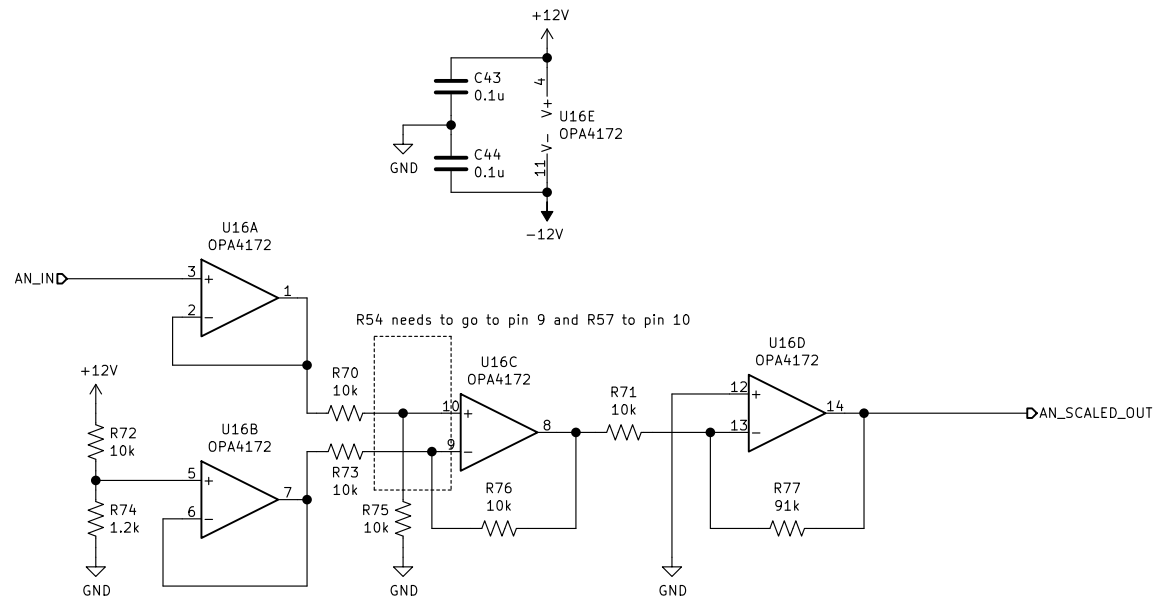 +12V
C43
0.1u
4
V+
U16E
OPA4172
GND
C44
0.1u
V-
11
-12V
U16A
OPA4172
AN_IN
3
+
1
2
-
R54 needs to go to pin 9 and R57 to pin 10
+12V
R70
10k
U16C
OPA4172
10
+
9
-
8
R71
10k
U16D
OPA4172
12
+
13
-
14
AN_SCALED_OUT
R72
10k
U16B
OPA4172
R73
10k
5
+
7
6
-
R74
1.2k
R75
10k
R76
10k
R77
91k
GND
GND
GND